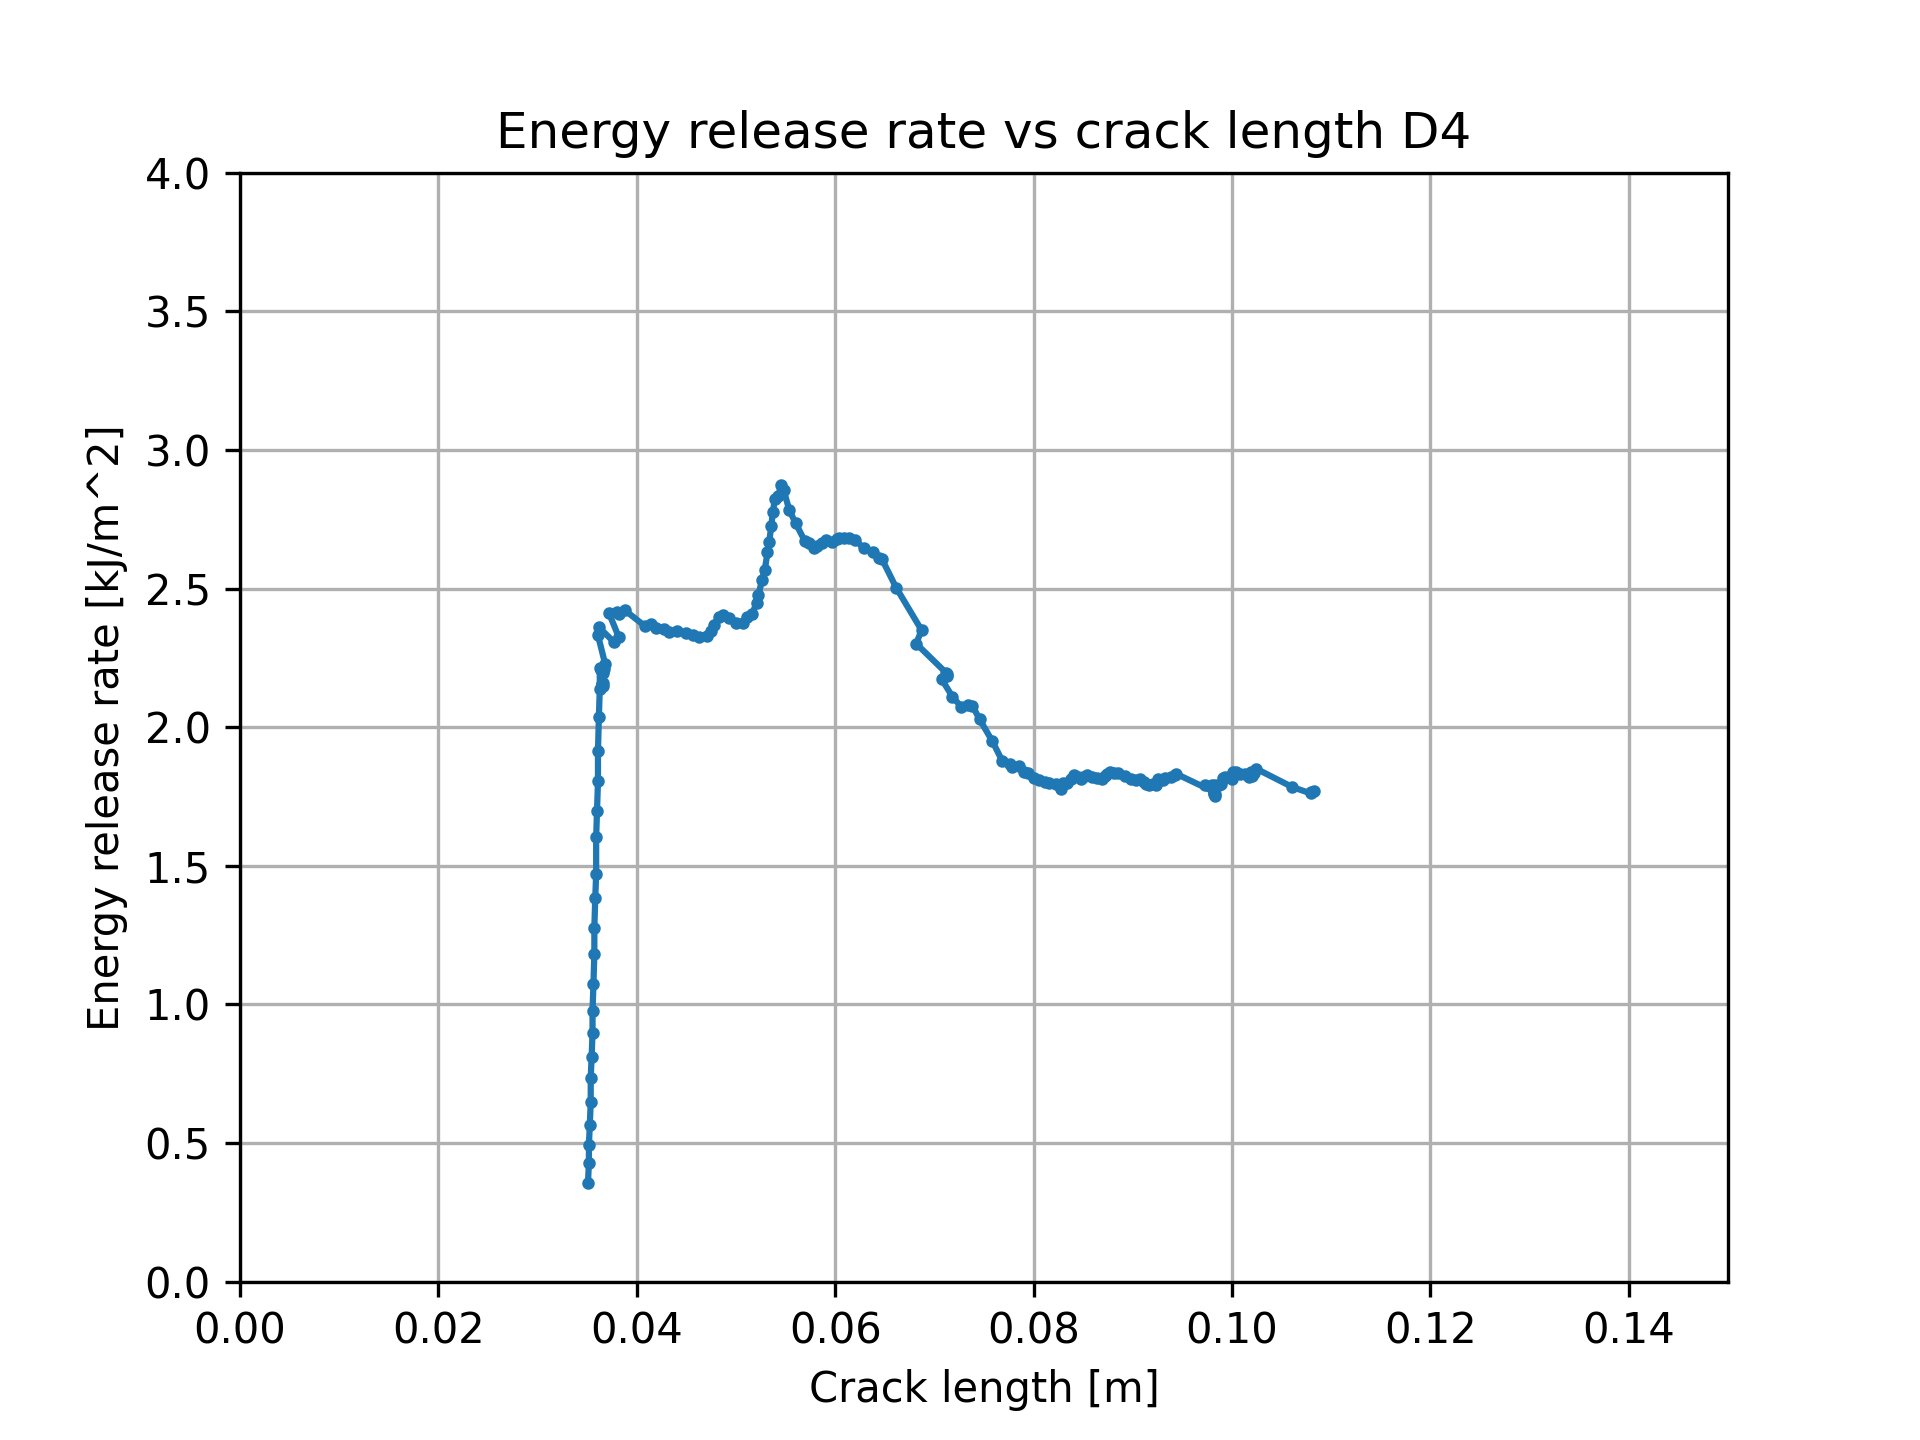 Energy release rate vs crack length D4
4.0
3.5
3.0
2.5
2.0
1.5
1.0
0.5
0.0
Energy release rate [kJ/m^2]
0.00 0.02 0.04 0.06 0.08 0.10 0.12 0.14
Crack length [m]